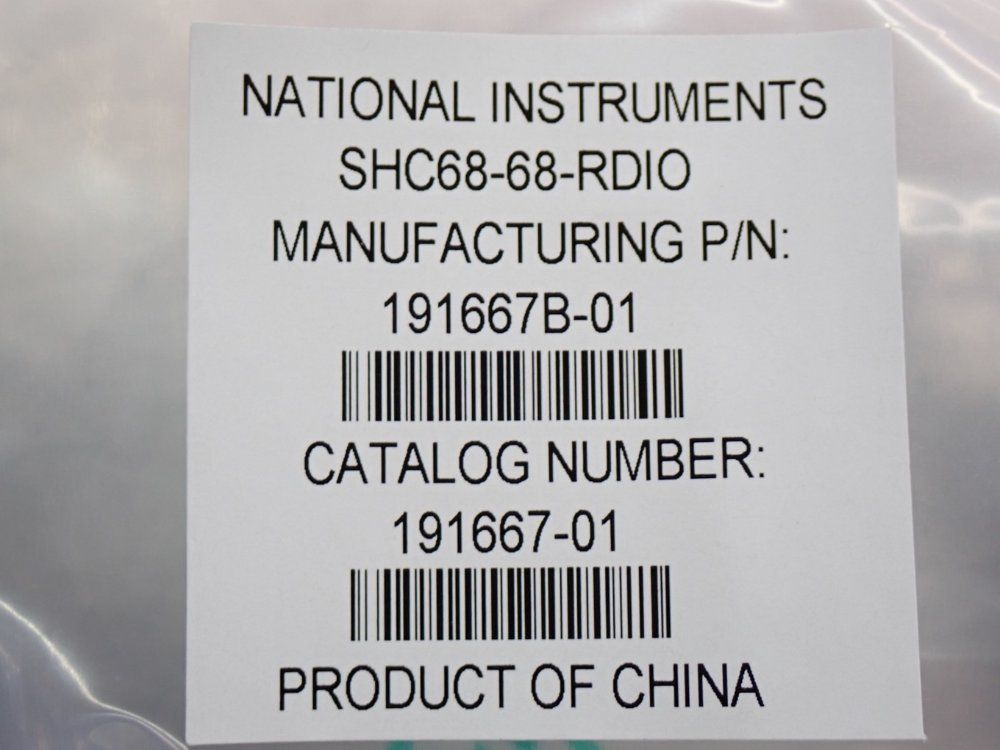 NATIONAL INSTRUMENTS
SHC68-68-RDIO
MANUFACTURING P/N:
191667B-01
CATALOG NUMBER:
191667-01
PRODUCT OF CHINA